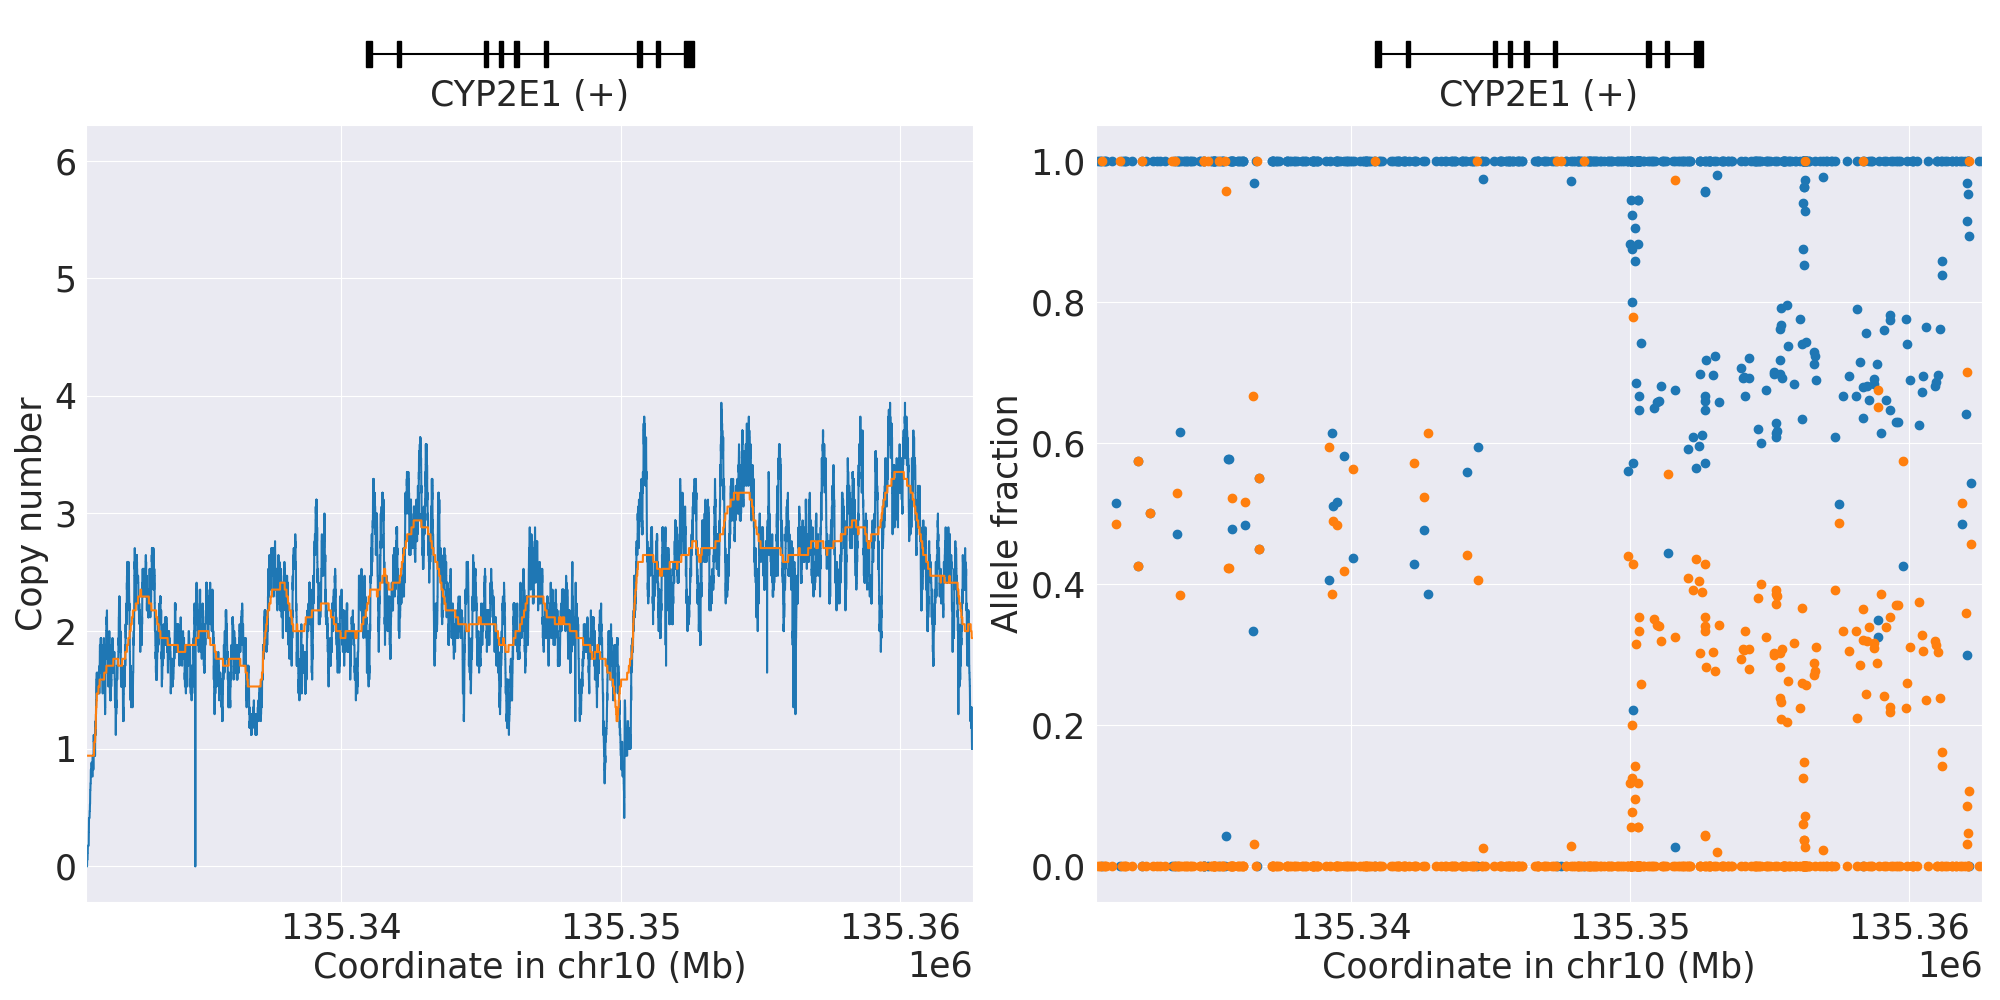 CYP2E1 (+)
6
5
4
3
2
1
0
Copy number
135.34 135.35 135.36
Coordinate in chr10 (Mb)
1e6
CYP2E1 (+)
1.0
0.8
0.6
0.4
0.2
0.0
Allele fraction
135.34 135.35 135.36
Coordinate in chr10 (Mb)
1e6